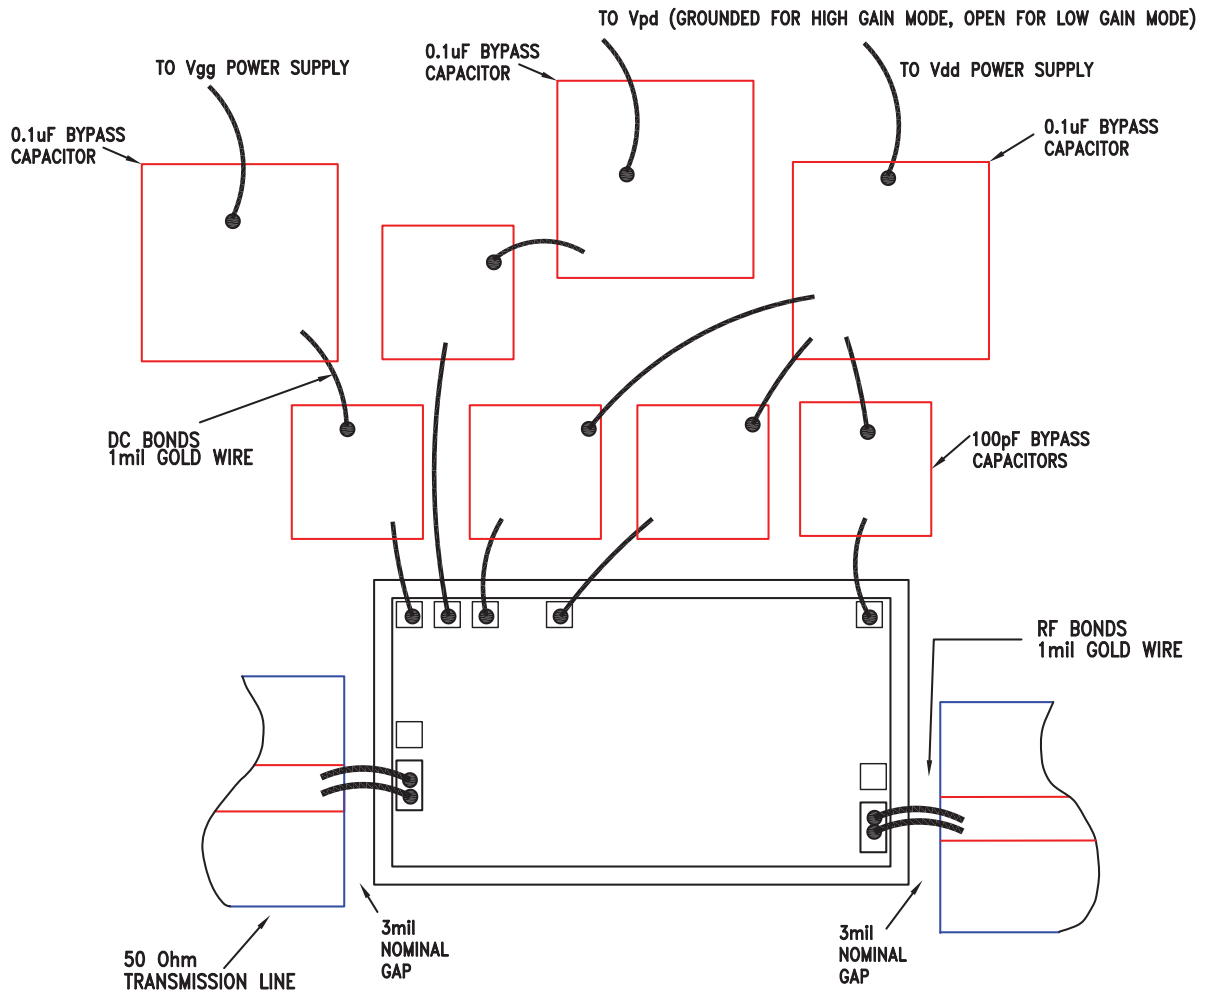 TO Vpd (GROUNDED FOR HIGH GAIN MODE, OPEN FOR LOW GAIN MODE)
0.1uF BYPASS
CAPACITOR
TO Vgg POWER SUPPLY
TO Vdd POWER SUPPLY
0.1uF BYPASS
CAPACITOR
0.1uF BYPASS
CAPACITOR
DC BONDS
1mil GOLD WIRE
100pF BYPASS
CAPACITORS
RF BONDS
1mil GOLD WIRE
3mil
NOMINAL
GAP
3mil
NOMINAL
GAP
50 Ohm
TRANSMISSION LINE